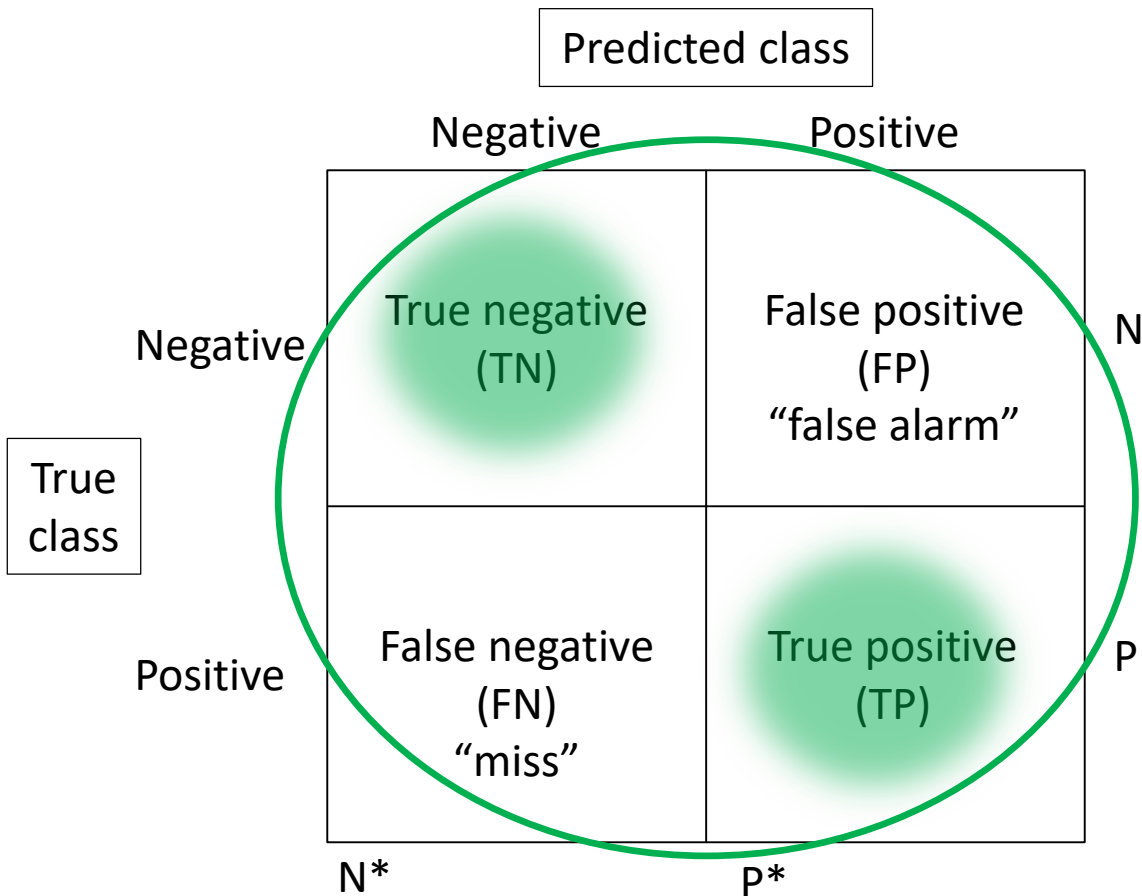 Predicted class
Negative
Positive
True negative
(TN)
False positive
(FP)
“false alarm”
Negative
N
True
class
False negative
(FN)
“miss”
True positive
(TP)
Positive
P
N*
P*